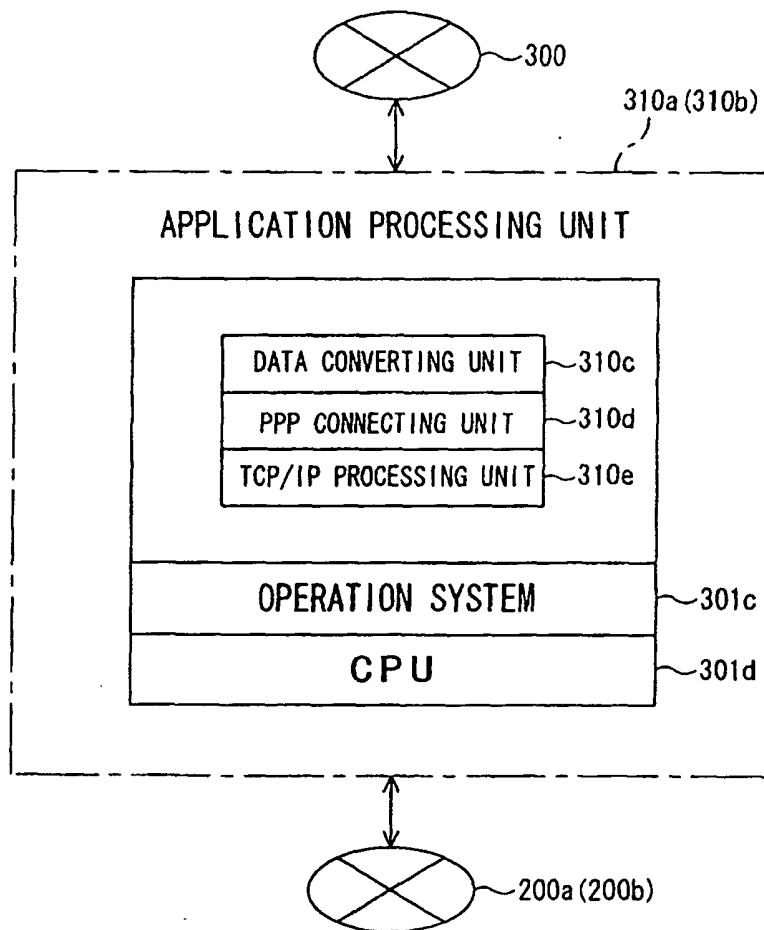 300
310a(310b)
APPLICATION PROCESSING UNIT
DATA CONVERTING UNIT 310c
PPP CONNECTING UNIT 310d
TCP/IP PROCESSING UNIT 310e
OPERATION SYSTEM 301c
CPU 301d
200a(200b)